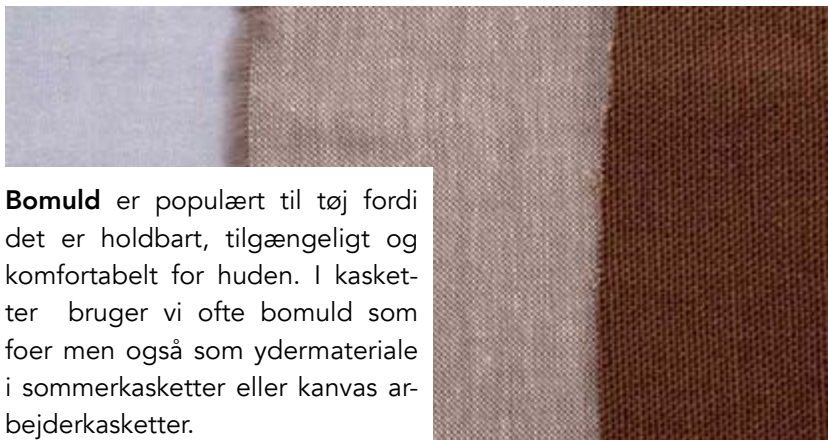 Bomuld er populært til tøj fordi
det er holdbart, tilgængeligt og
komfortabelt for huden. I kasket-
ter bruger vi ofte bomuld som
foer men også som ydermateriale
i sommerkasketter eller kanvas ar-
bejderkasketter.